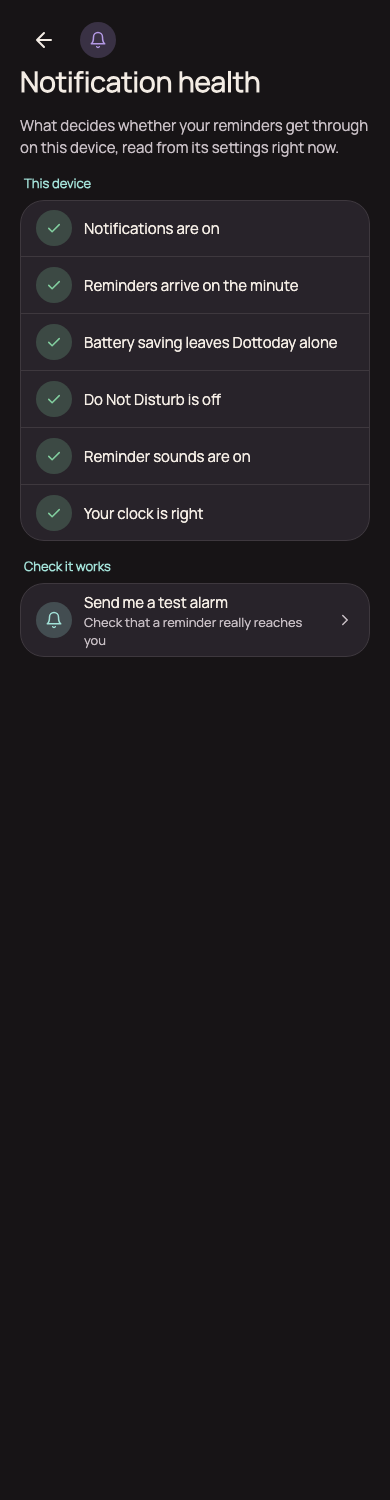 Notification health
What decides whether your reminders get through
on this device, read from its settings right now.
This device
Notifications are on
Reminders arrive on the minute
Battery saving leaves Dottoday alone
Do Not Disturb is off
Reminder sounds are on
Your clock is right
Check it works
Send me a test alarm
Check that a reminder really reaches
you